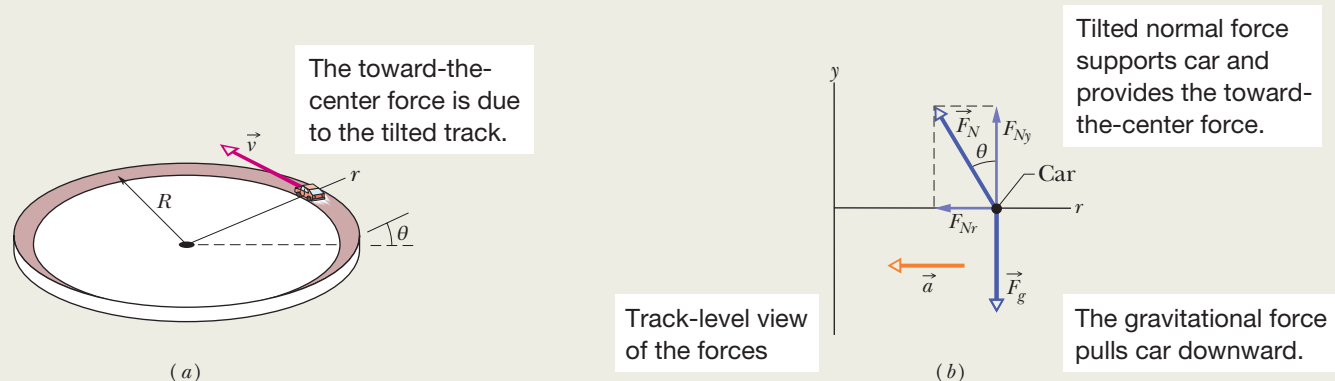 The toward-the-
center force is due
to the tilted track.
v
r
R
θ
(a)
Tilted normal force
supports car and
provides the toward-
the-center force.
y
F_N
F_Ny
θ
Car
F_Nr
r
a
F_g
Track-level view
of the forces
The gravitational force
pulls car downward.
(b)